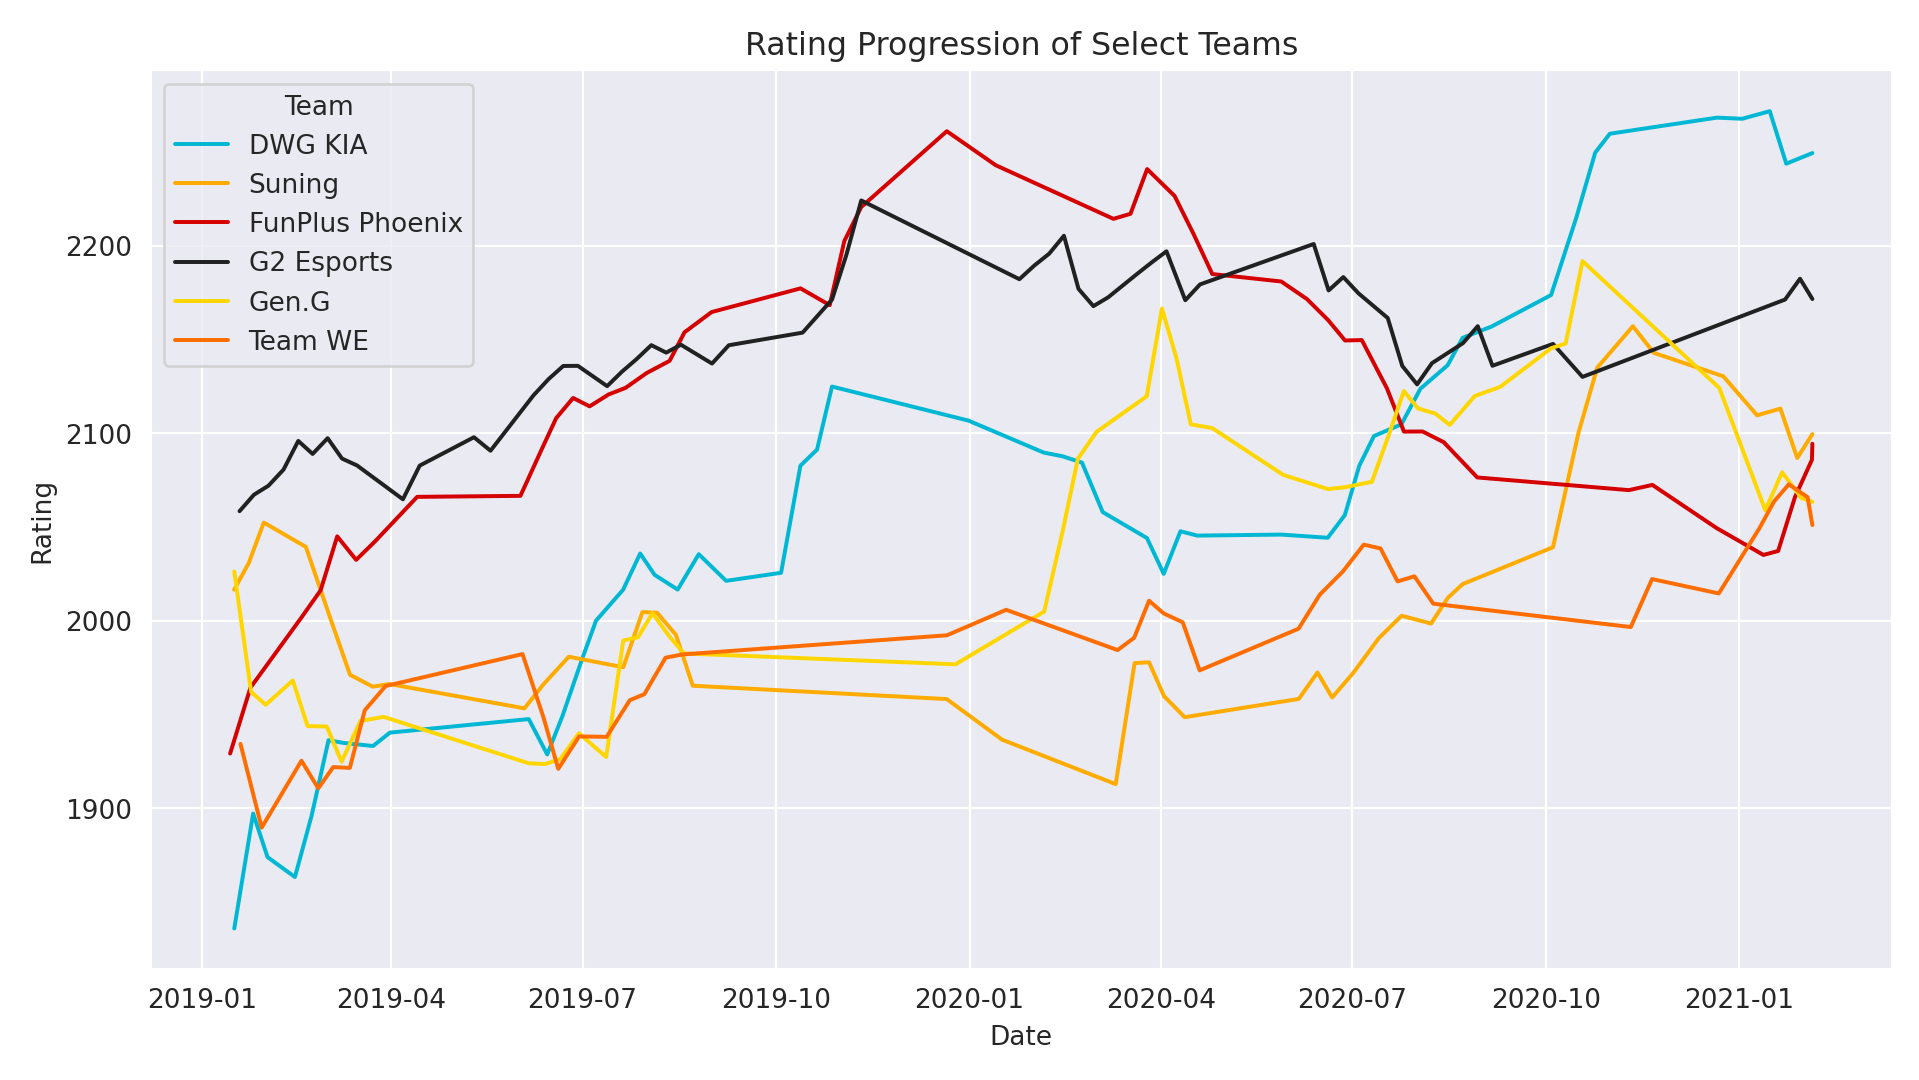 Rating Progression of Select Teams
Team
DWG KIA
Suning
FunPlus Phoenix
G2 Esports
Gen.G
Team WE
2200
2100
2000
1900
Rating
2019-01 2019-04 2019-07 2019-10 2020-01 2020-04 2020-07 2020-10 2021-01
Date